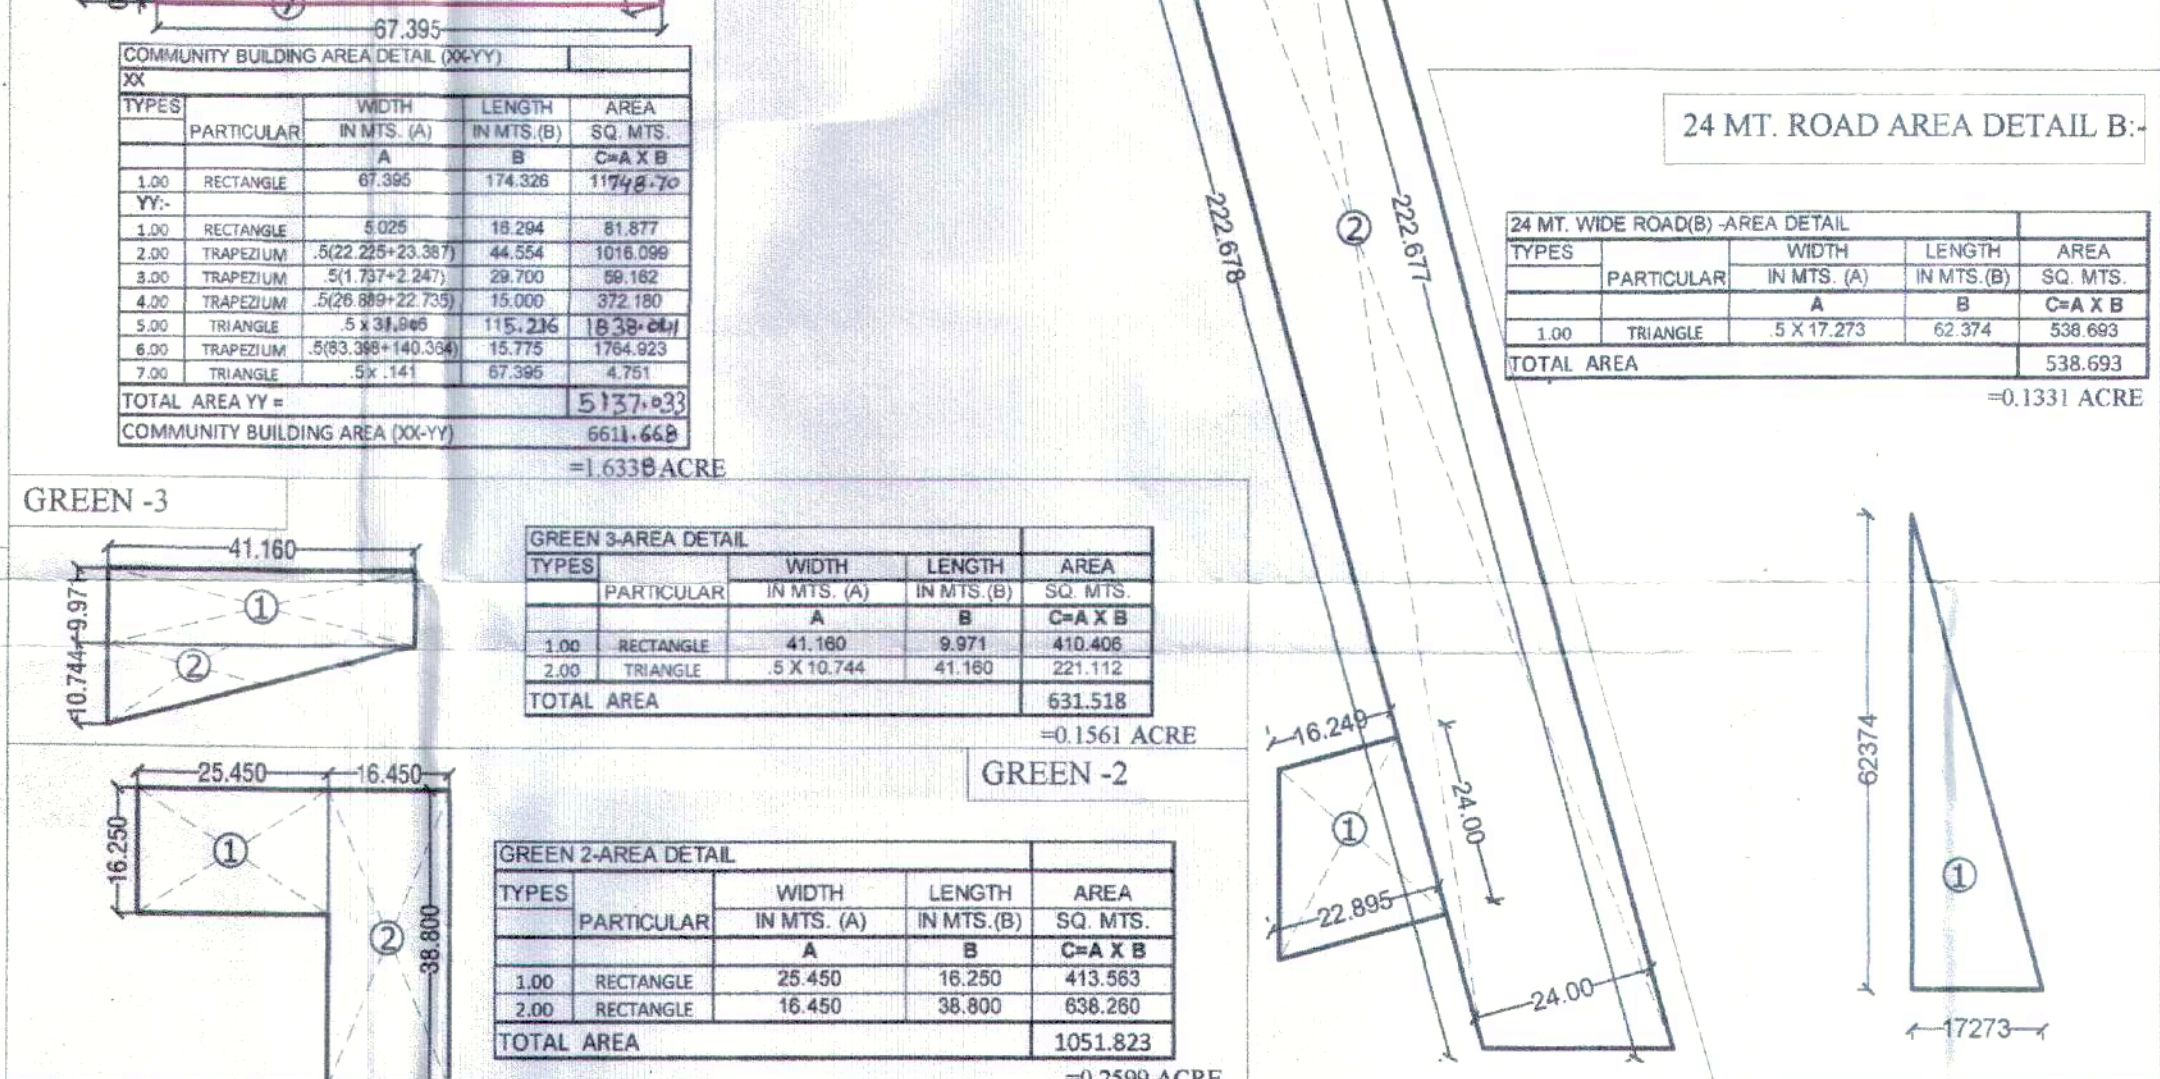 67.395
COMMUNITY BUILDING AREA DETAIL (XX-YY)
XX
TYPES PARTICULAR WIDTH LENGTH AREA
IN MTS. (A) IN MTS.(B) SQ. MTS.
A B C=A X B
1.00 RECTANGLE 67.395 174.326 11748.70
YY:-
1.00 RECTANGLE 5.025 16.294 81.877
2.00 TRAPEZIUM .5(22.225+23.387) 44.554 1016.099
3.00 TRAPEZIUM .5(1.737+2.247) 29.700 59.162
4.00 TRAPEZIUM .5(26.889+22.735) 15.000 372.180
5.00 TRIANGLE .5 x 115.216
6.00 TRAPEZIUM .5(83.398+140.364) 15.775 1764.923
7.00 TRIANGLE .5 x .141 67.395 4.751
TOTAL AREA YY = 5137.033
COMMUNITY BUILDING AREA (XX-YY) 6611.668
=1.6338 ACRE
GREEN -3
41.160
9.971
10.744
1
2
GREEN 3-AREA DETAIL
TYPES PARTICULAR WIDTH LENGTH AREA
IN MTS. (A) IN MTS.(B) SQ. MTS.
A B C=A X B
1.00 RECTANGLE 41.160 9.971 410.406
2.00 TRIANGLE .5 X 10.744 41.160 221.112
TOTAL AREA 631.518
=0.1561 ACRE
GREEN -2
25.450
16.450
16.250
38.800
1
2
GREEN 2-AREA DETAIL
TYPES PARTICULAR WIDTH LENGTH AREA
IN MTS. (A) IN MTS.(B) SQ. MTS.
A B C=A X B
1.00 RECTANGLE 25.450 16.250 413.563
2.00 RECTANGLE 16.450 38.800 638.260
TOTAL AREA 1051.823
=0.2599 ACRE
222.678
2
222.677
16.249
1
24.00
22.895
24.00
24 MT. ROAD AREA DETAIL B:-
24 MT. WIDE ROAD(B) -AREA DETAIL
TYPES PARTICULAR WIDTH LENGTH AREA
IN MTS. (A) IN MTS.(B) SQ. MTS.
A B C=A X B
1.00 TRIANGLE .5 X 17.273 62.374 538.693
TOTAL AREA 538.693
=0.1331 ACRE
62374
1
17273